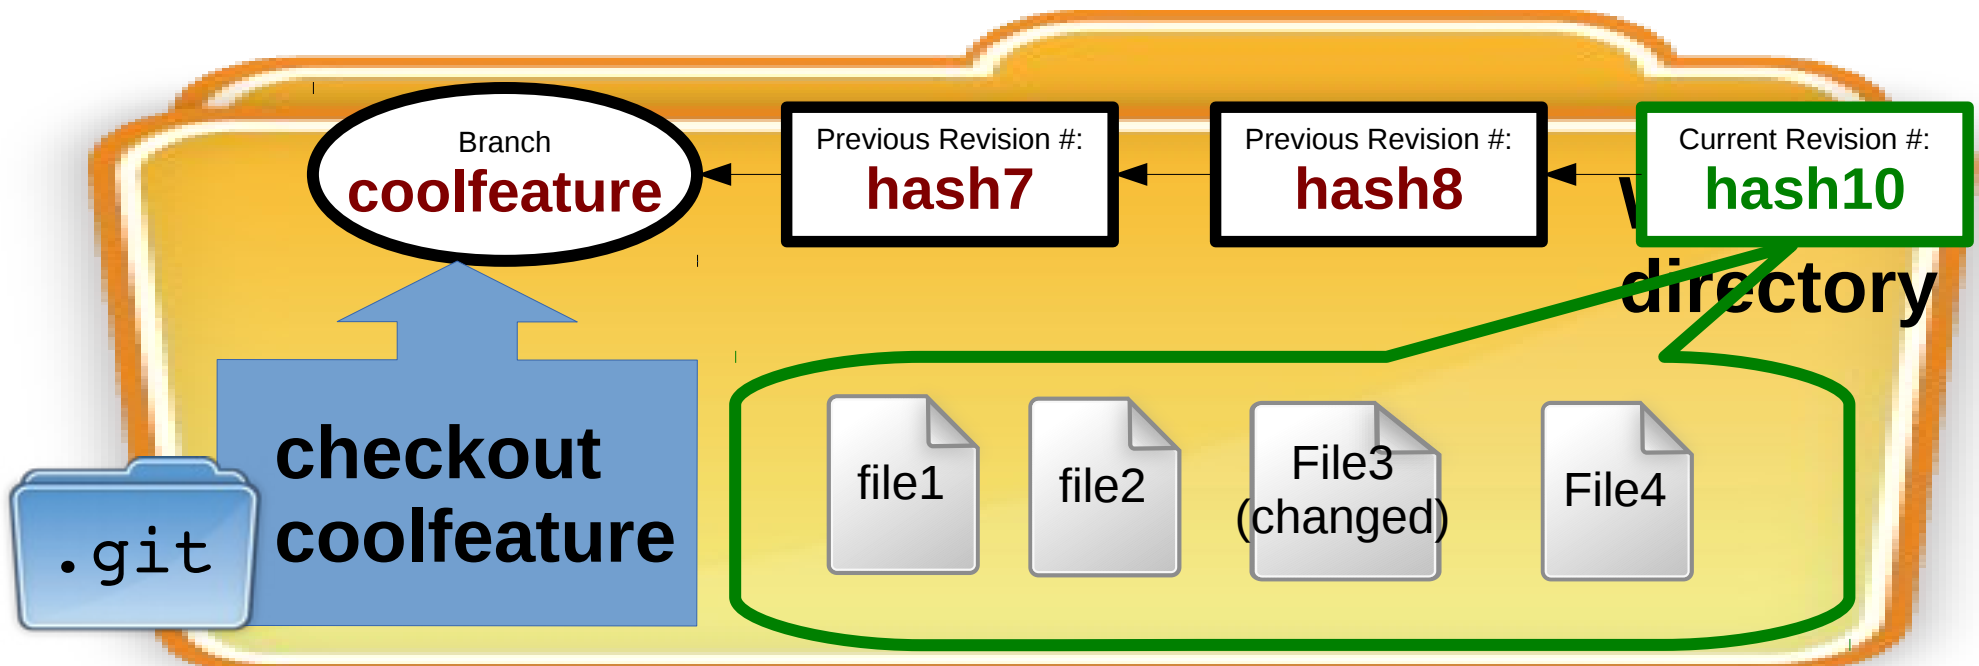 Branch
coolfeature
Previous Revision #:
hash7
Previous Revision #:
hash8
Current Revision #:
hash10
directory
checkout
coolfeature
.git
file1
file2
File3
(changed)
File4